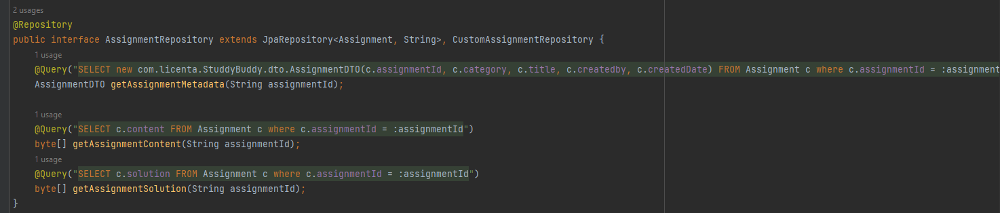 2 usages
@Repository
public interface AssignmentRepository extends JpaRepository<Assignment, String>, CustomAssignmentRepository {
1 usage
@Query("SELECT new com.licenta.StuddyBuddy.dto.AssignmentDTO(c.assignmentId, c.category, c.title, c.createdby, c.createdDate) FROM Assignment c where c.assignmentId = :assignment
AssignmentDTO getAssignmentMetadata(String assignmentId);
1 usage
@Query("SELECT c.content FROM Assignment c where c.assignmentId = :assignmentId")
byte[] getAssignmentContent(String assignmentId);
1 usage
@Query("SELECT c.solution FROM Assignment c where c.assignmentId = :assignmentId")
byte[] getAssignmentSolution(String assignmentId);
}